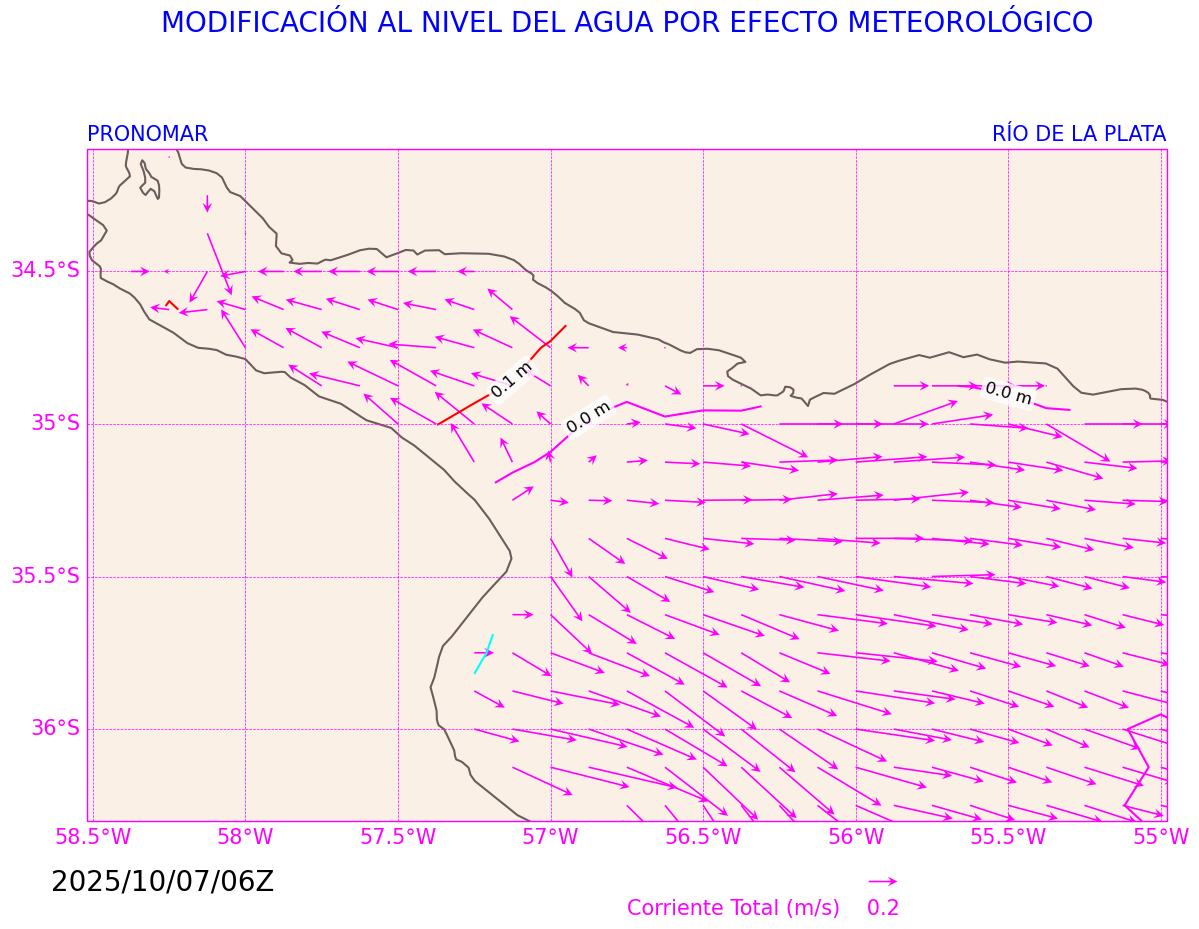 MODIFICACIÓN AL NIVEL DEL AGUA POR EFECTO METEOROLÓGICO
PRONOMAR
RÍO DE LA PLATA
34.5°S
0.1 m
0.0 m
0.0 m
35°S
35.5°S
36°S
58.5°W 58°W 57.5°W 57°W 56.5°W 56°W 55.5°W 55°W
2025/10/07/06Z
Corriente Total (m/s) 0.2